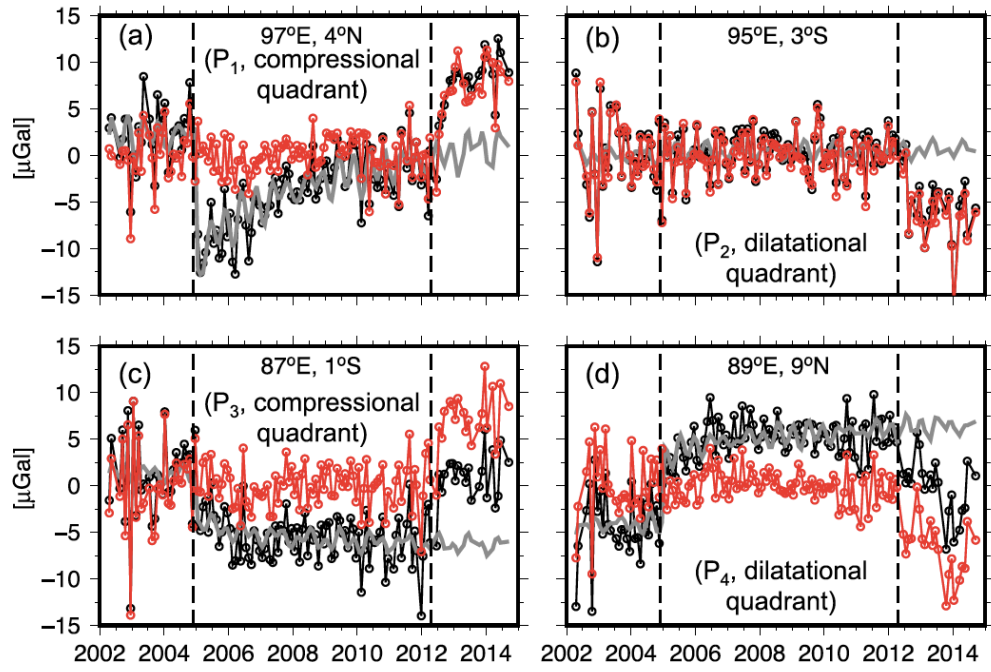 (a)
97ºE, 4ºN
(P1, compressional
quadrant)
(b)
95ºE, 3ºS
(P2, dilatational
quadrant)
15
10
5
0
−5
−10
−15
[μGal]
(c)
87ºE, 1ºS
(P3, compressional
quadrant)
(d)
89ºE, 9ºN
(P4, dilatational
quadrant)
15
10
5
0
−5
−10
−15
[μGal]
2002 2004 2006 2008 2010 2012 2014
2002 2004 2006 2008 2010 2012 2014